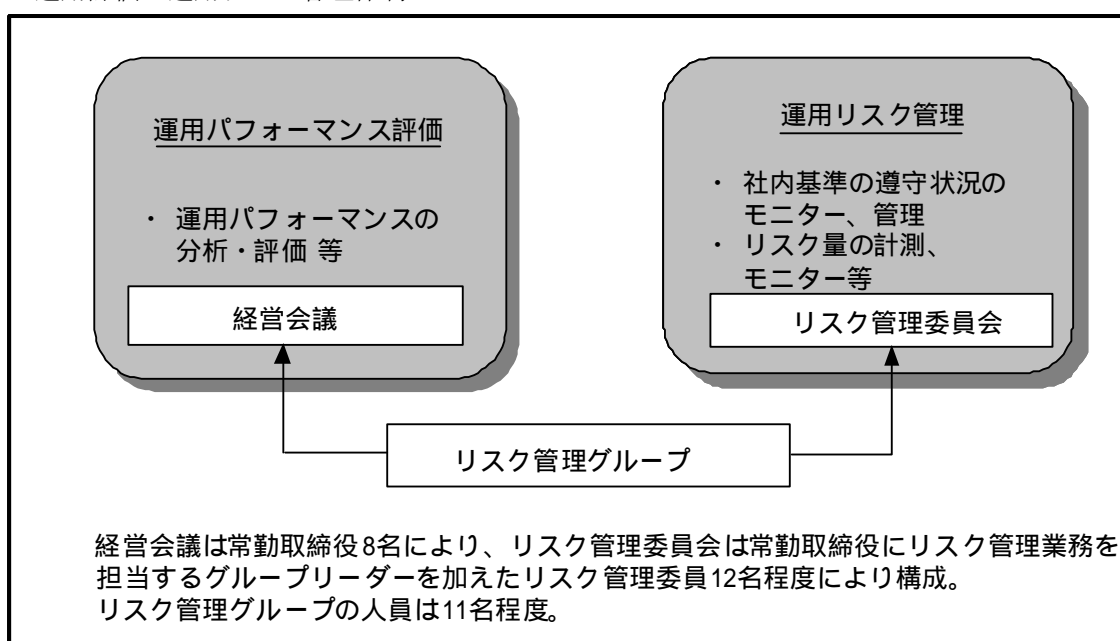 運用パフォーマンス評価
・ 運用パフォーマンスの
分析・評価 等
経営会議
運用リスク管理
・ 社内基準の遵守状況の
モニター、管理
・ リスク量の計測、
モニター等
リスク管理委員会
リスク管理グループ
経営会議は常勤取締役8名により、リスク管理委員会は常勤取締役にリスク管理業務を
担当するグループリーダーを加えたリスク管理委員12名程度により構成。
リスク管理グループの人員は11名程度。